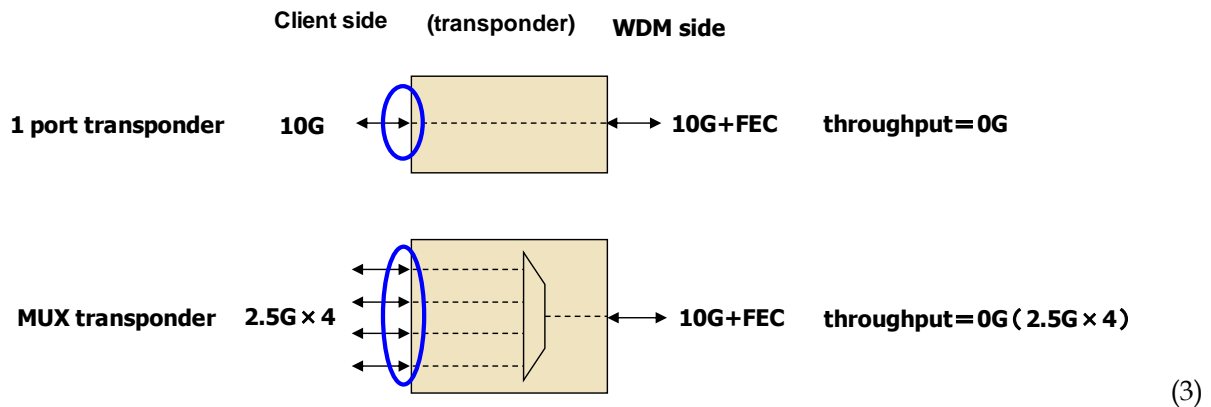 Client side (transponder) WDM side
1 port transponder 10G 10G+FEC throughput=0G
MUX transponder 2.5G×4 10G+FEC throughput=0G(2.5G×4)
(3)